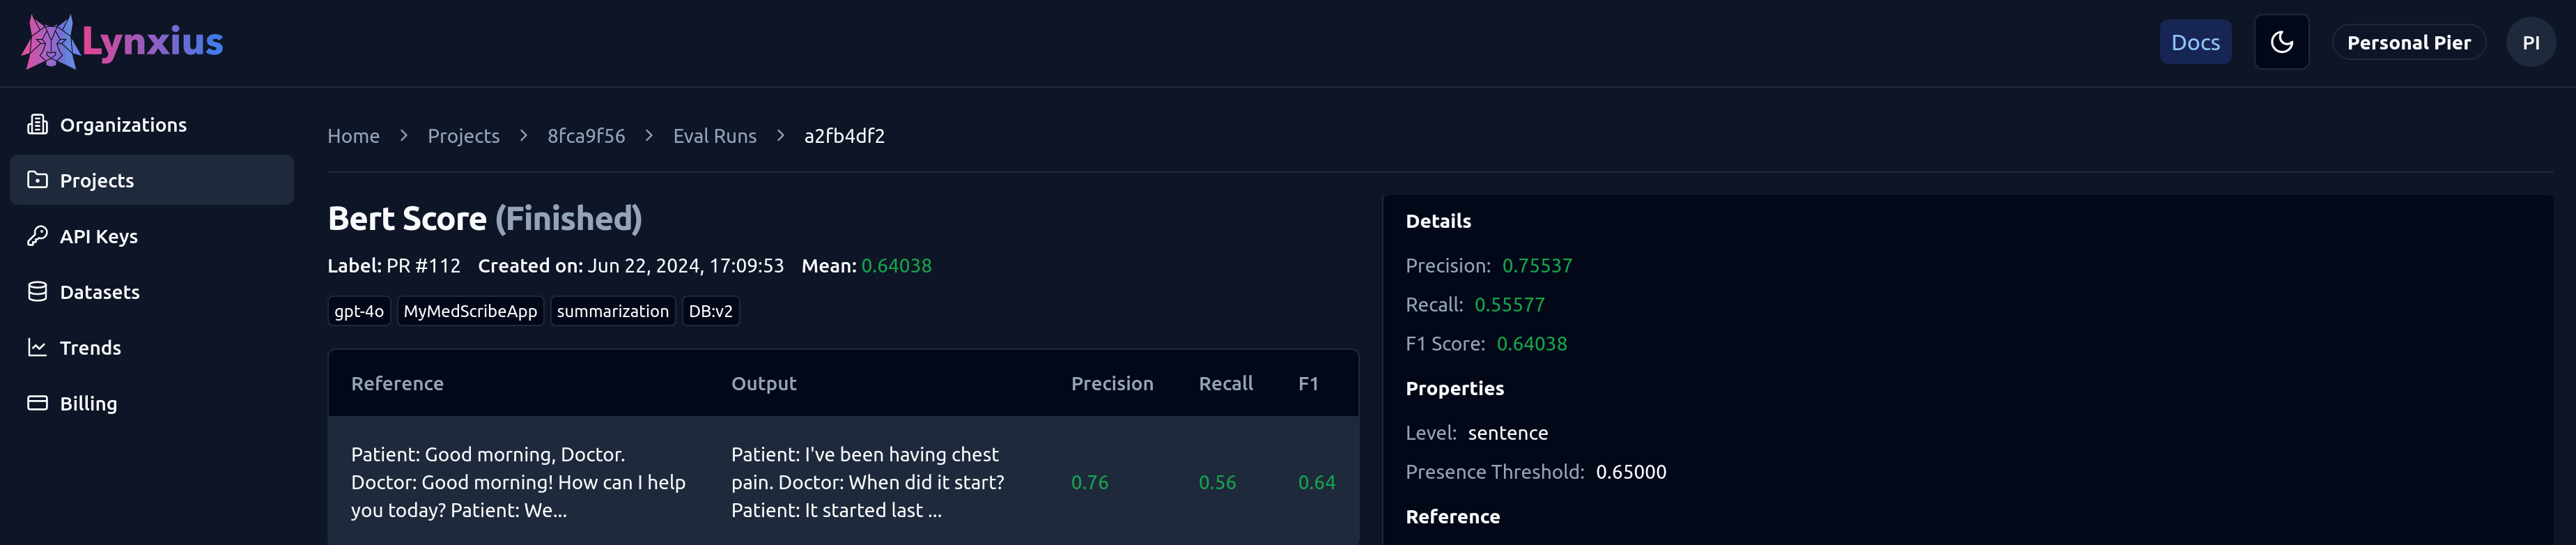 Lynxius
Docs
Personal Pier
PI
Organizations
Projects
API Keys
Datasets
Trends
Billing
Home > Projects > 8fca9f56 > Eval Runs > a2fb4df2
Bert Score (Finished)
Label: PR #112 Created on: Jun 22, 2024, 17:09:53 Mean: 0.64038
gpt-4o MyMedScribeApp summarization DB:v2
Reference Output Precision Recall F1
Patient: Good morning, Doctor.
Doctor: Good morning! How can I help
you today? Patient: We...
Patient: I've been having chest
pain. Doctor: When did it start?
Patient: It started last ...
0.76 0.56 0.64
Details
Precision: 0.75537
Recall: 0.55577
F1 Score: 0.64038
Properties
Level: sentence
Presence Threshold: 0.65000
Reference